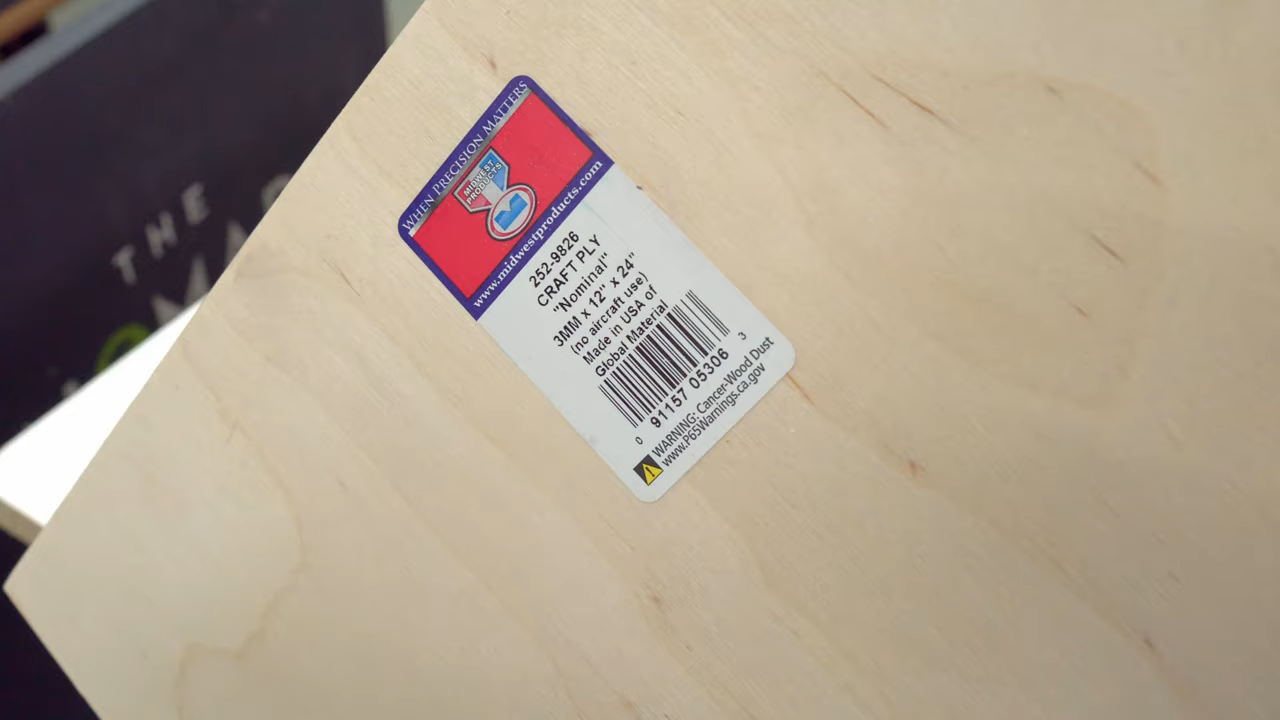 WHEN PRECISION MATTERS
MIDWEST
PRODUCTS
www.midwestproducts.com
252-9826
CRAFT PLY
"Nominal"
3MM x 12" x 24"
(no aircraft use)
Made in USA of
Global Material
0 91157 05306 3
WARNING: Cancer-Wood Dust
www.P65Warnings.ca.gov
THE